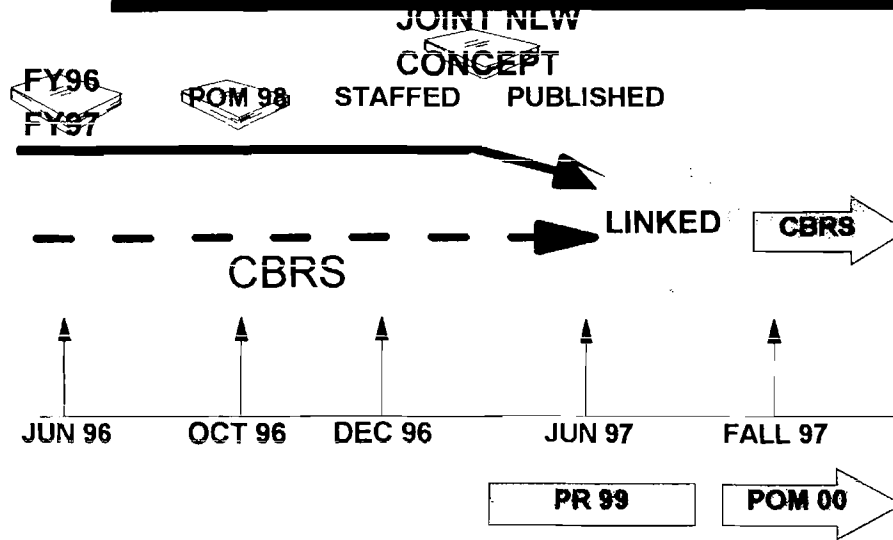 JOINT NEW
CONCEPT
FY96
FY97
POM 98
STAFFED
PUBLISHED
LINKED
CBRS
CBRS
JUN 96
OCT 96
DEC 96
JUN 97
FALL 97
PR 99
POM 00